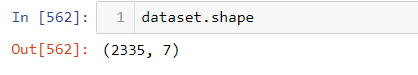 In [562]: 1 dataset.shape
Out[562]: (2335, 7)